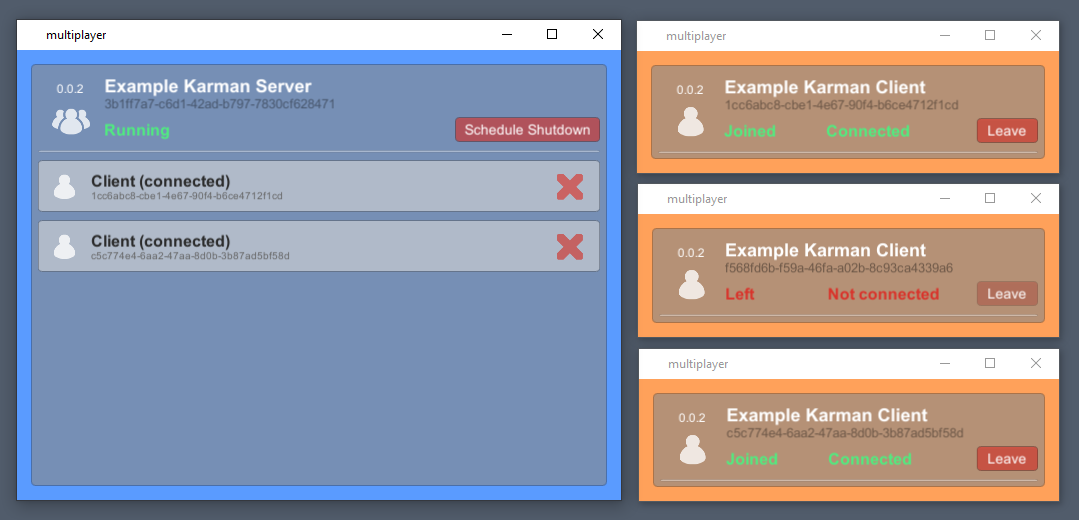 multiplayer
0.0.2
Example Karman Server
3b1ff7a7-c6d1-42ad-b797-7830cf628471
Running
Schedule Shutdown
Client (connected)
1cc6abc8-cbe1-4e67-90f4-b6ce4712f1cd
Client (connected)
c5c774e4-6aa2-47aa-8d0b-3b87ad5bf58d
multiplayer
0.0.2
Example Karman Client
1cc6abc8-cbe1-4e67-90f4-b6ce4712f1cd
Joined Connected Leave
multiplayer
0.0.2
Example Karman Client
f568fd6b-f59a-46fa-a02b-8c93ca4339a6
Left Not connected Leave
multiplayer
0.0.2
Example Karman Client
c5c774e4-6aa2-47aa-8d0b-3b87ad5bf58d
Joined Connected Leave